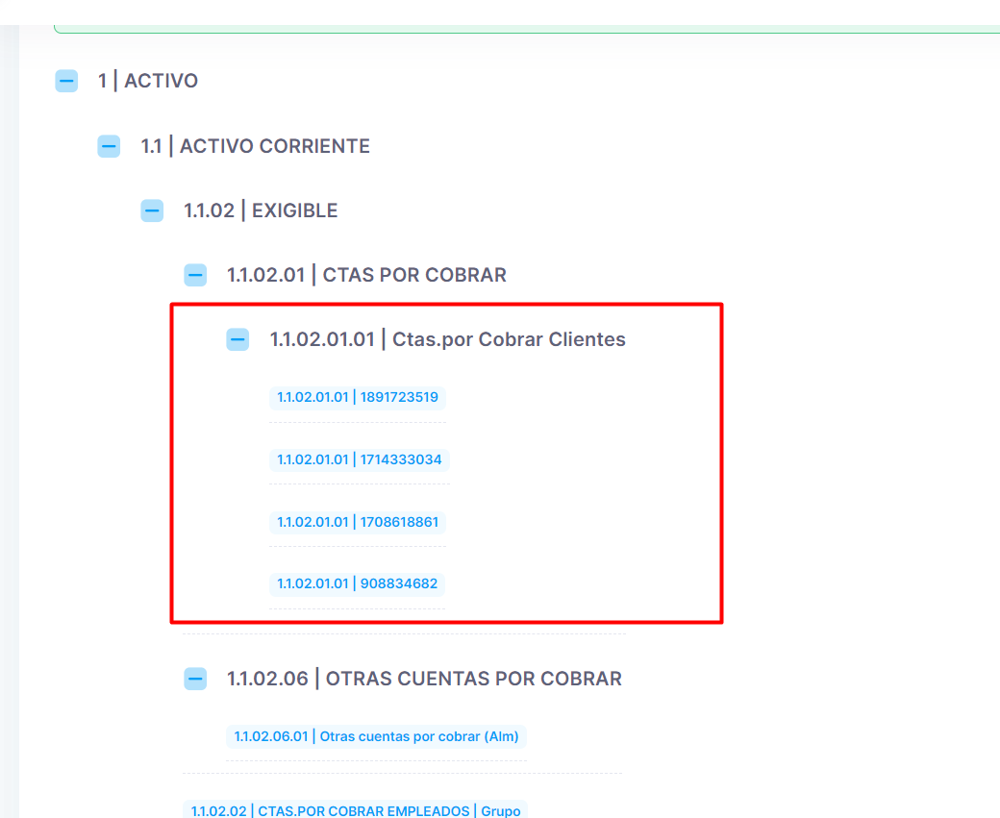 1 | ACTIVO
1.1 | ACTIVO CORRIENTE
1.1.02 | EXIGIBLE
1.1.02.01 | CTAS POR COBRAR
1.1.02.01.01 | Ctas.por Cobrar Clientes
1.1.02.01.01 | 1891723519
1.1.02.01.01 | 1714333034
1.1.02.01.01 | 1708618861
1.1.02.01.01 | 908834682
1.1.02.06 | OTRAS CUENTAS POR COBRAR
1.1.02.06.01 | Otras cuentas por cobrar (Alm)
1.1.02.02 | CTAS.POR COBRAR EMPLEADOS | Grupo